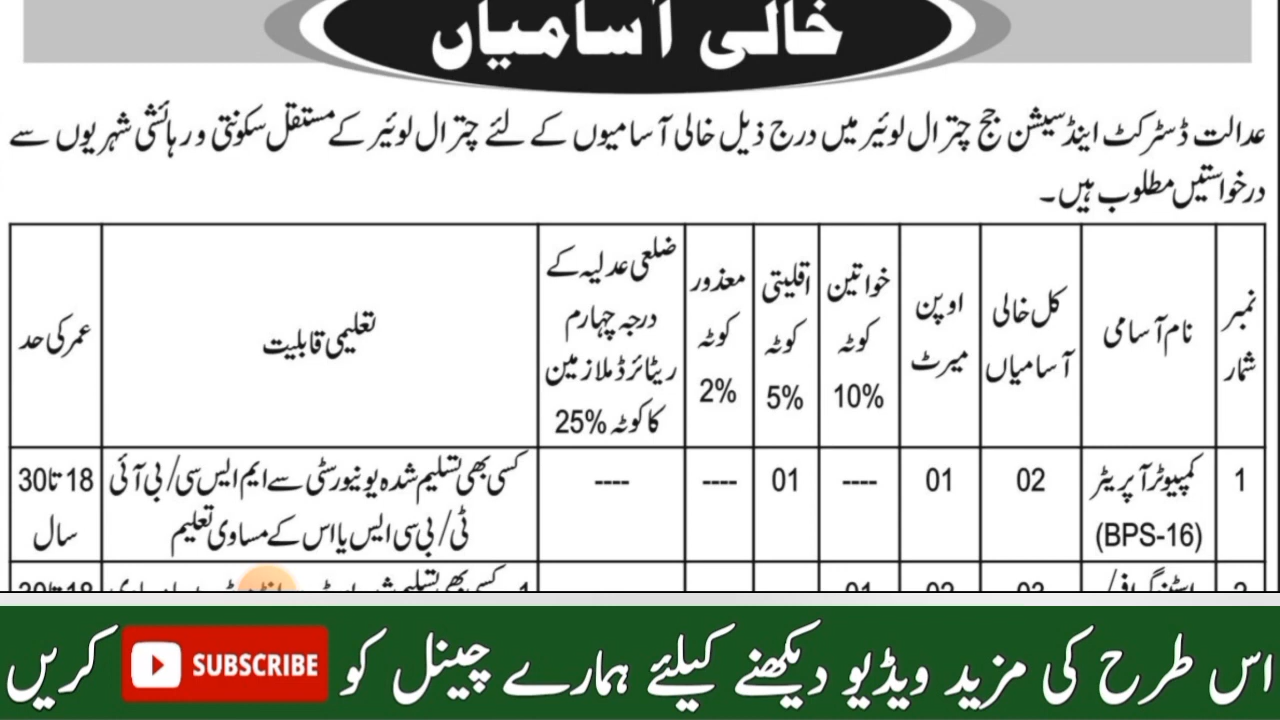 خالی آسامیاں
عدالت ڈسٹرکٹ اینڈ سیشن جج چترال لوئیر میں درج ذیل خالی آسامیوں کے لئے چترال لوئیر کے مستقل سکونتی و رہائشی شہریوں سے
درخواستیں مطلوب ہیں۔
نمبر شمار
نام آسامی
کل خالی آسامیاں
اوپن میرٹ
خواتین کوٹہ 10%
اقلیتی کوٹہ 5%
معذور کوٹہ 2%
ضلعی عدلیہ کے درجہ چہارم ریٹائرڈ ملازمین کا کوٹہ 25%
تعلیمی قابلیت
عمر کی حد
1
کمپیوٹر آپریٹر
(BPS-16)
02
01
----
01
----
----
کسی بھی تسلیم شدہ یونیورسٹی سے ایم ایس سی/ بی آئی
ٹی/ بی سی ایس یا اس کے مساوی تعلیم
18 تا 30
سال
اس طرح کی مزید ویڈیو دیکھنے کیلئے ہمارے چینل کو SUBSCRIBE کریں